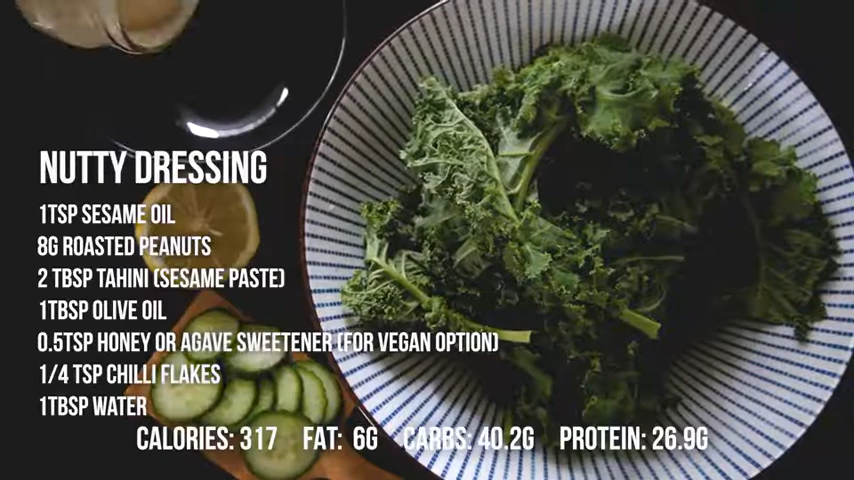 NUTTY DRESSING
1TSP SESAME OIL
8G ROASTED PEANUTS
2 TBSP TAHINI (SESAME PASTE)
1TBSP OLIVE OIL
0.5TSP HONEY OR AGAVE SWEETENER (FOR VEGAN OPTION)
1/4 TSP CHILLI FLAKES
1TBSP WATER
CALORIES: 317 FAT: 6G CARBS: 40.2G PROTEIN: 26.9G